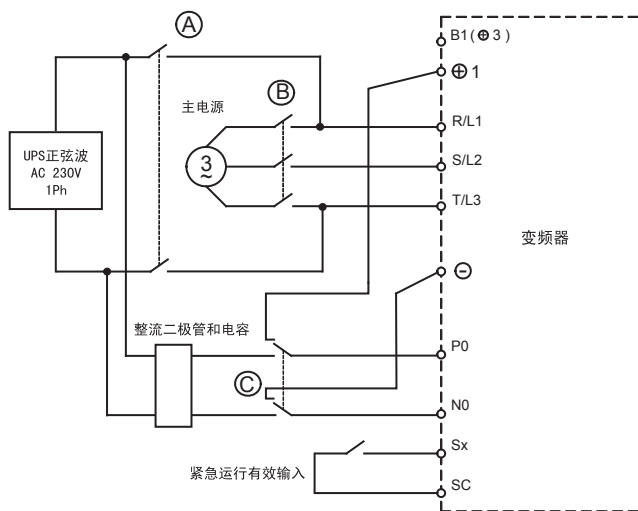 A
B1(⊕3)
⊕1
主电源
B
R/L1
UPS正弦波
AC 230V
1Ph
3
~
S/L2
T/L3
变频器
⊖
整流二极管和电容
P0
C
N0
Sx
紧急运行有效输入
SC